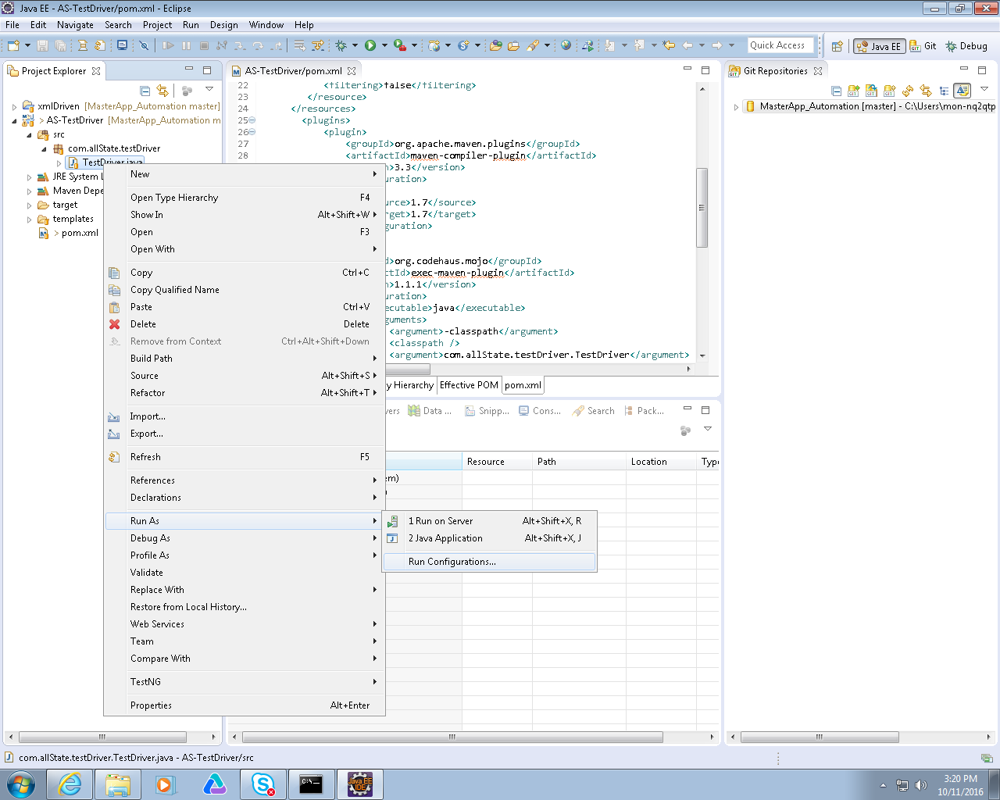 Java EE - AS-TestDriver/pom.xml - Eclipse
File Edit Navigate Search Project Run Design Window Help
Quick Access
Java EE
Git
Debug
Project Explorer
xmlDriven [MasterApp_Automation master]
> AS-TestDriver [MasterApp_Automation m
src
com.allState.testDriver
TestDriver.java
JRE System L
Maven Depe
target
templates
> pom.xml
AS-TestDriver/pom.xml
22 <filtering>false</filtering>
23 </resource>
24 </resources>
25 <plugins>
26 <plugin>
27 <groupId>org.apache.maven.plugins</groupId>
28 <artifactId>maven-compiler-plugin</artifactId>
n>3.3</version>
uration>
urce>1.7</source>
rget>1.7</target>
guration>
d>org.codehaus.mojo</groupId>
actId>exec-maven-plugin</artifactId>
n>1.1.1</version>
uration>
ecutable>java</executable>
guments>
<argument>-classpath</argument>
<classpath />
<argument>com.allState.testDriver.TestDriver</argument>
y Hierarchy
Effective POM
pom.xml
Git Repositories
MasterApp_Automation [master] - C:\Users\mon-nq2qtp
New
Open Type Hierarchy F4
Show In Alt+Shift+W
Open F3
Open With
Copy Ctrl+C
Copy Qualified Name
Paste Ctrl+V
Delete Delete
Remove from Context Ctrl+Alt+Shift+Down
Build Path
Source Alt+Shift+S
Refactor Alt+Shift+T
Import...
Export...
Refresh F5
References
Declarations
Run As
Debug As
Profile As
Validate
Replace With
Restore from Local History...
Web Services
Team
Compare With
TestNG
Properties Alt+Enter
1 Run on Server Alt+Shift+X, R
2 Java Application Alt+Shift+X, J
Run Configurations...
vers
Data ...
Snipp...
Cons...
Search
Pack...
Resource Path Location Type
em)
com.allState.testDriver.TestDriver.java - AS-TestDriver/src
C:\.
Java EE
IDE
3:20 PM
10/11/2016